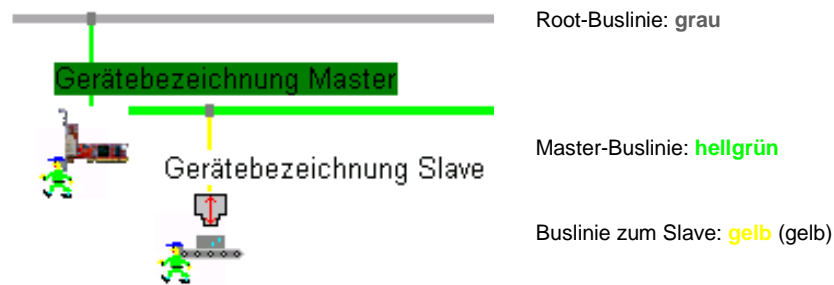 Root-Buslinie: grau
Gerätebezeichnung Master
Master-Buslinie: hellgrün
Gerätebezeichnung Slave
Buslinie zum Slave: gelb (gelb)